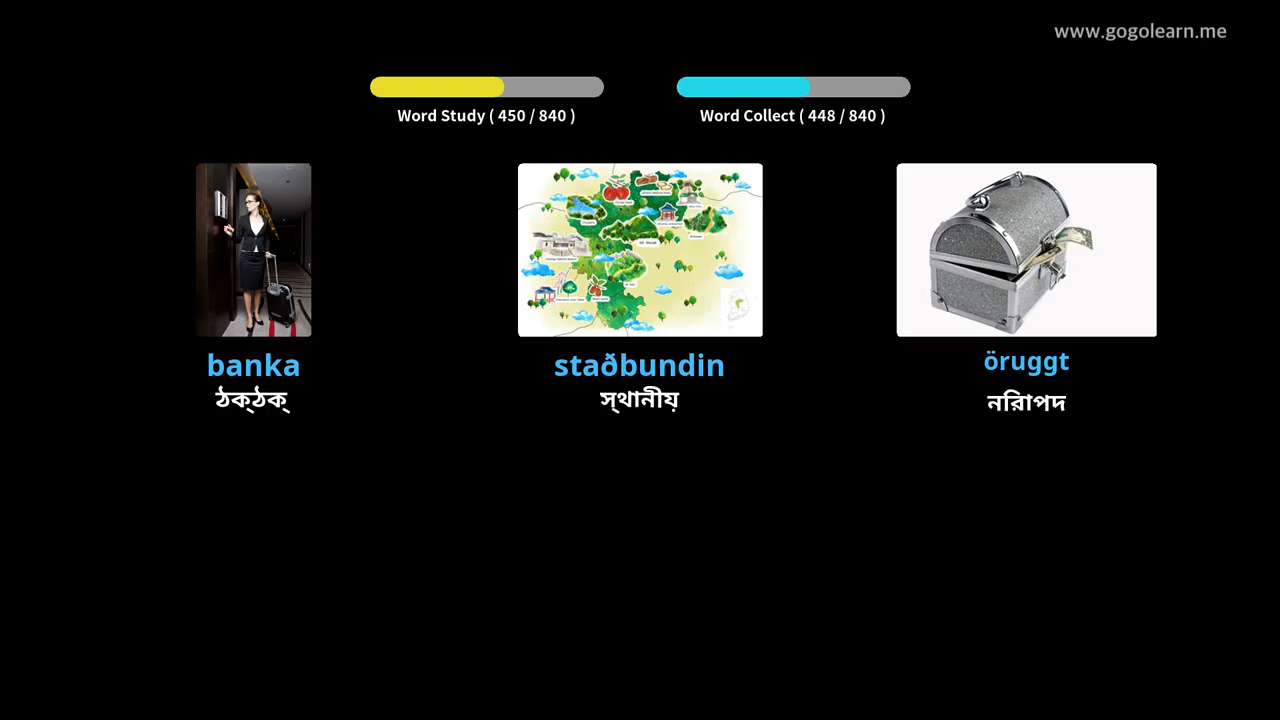 www.gogolearn.me
Word Study ( 450 / 840 )
Word Collect ( 448 / 840 )
banka
staðbundin
öruggt
ঠক্ঠক্
স্থানীয়
নিরাপদ